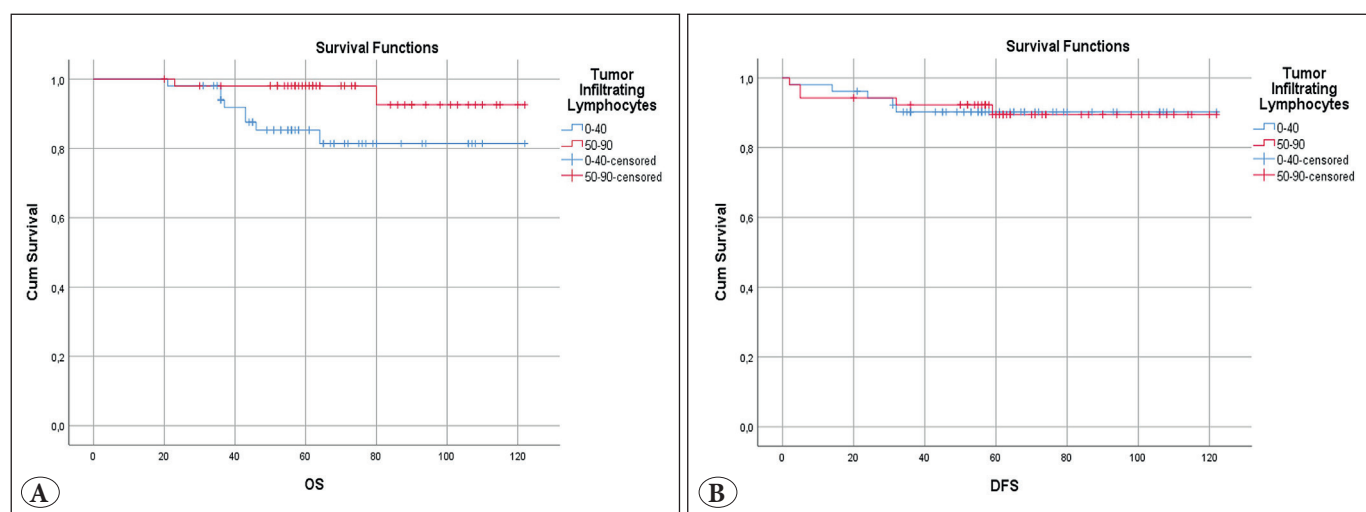 Survival Functions
Cum Survival
1,0
0,8
0,6
0,4
0,2
0,0
0 20 40 60 80 100 120
OS
Tumor
Infiltrating
Lymphocytes
0-40
50-90
0-40-censored
50-90-censored
A
Survival Functions
Cum Survival
1,0
0,8
0,6
0,4
0,2
0,0
0 20 40 60 80 100 120
DFS
Tumor
Infiltrating
Lymphocytes
0-40
50-90
0-40-censored
50-90-censored
B